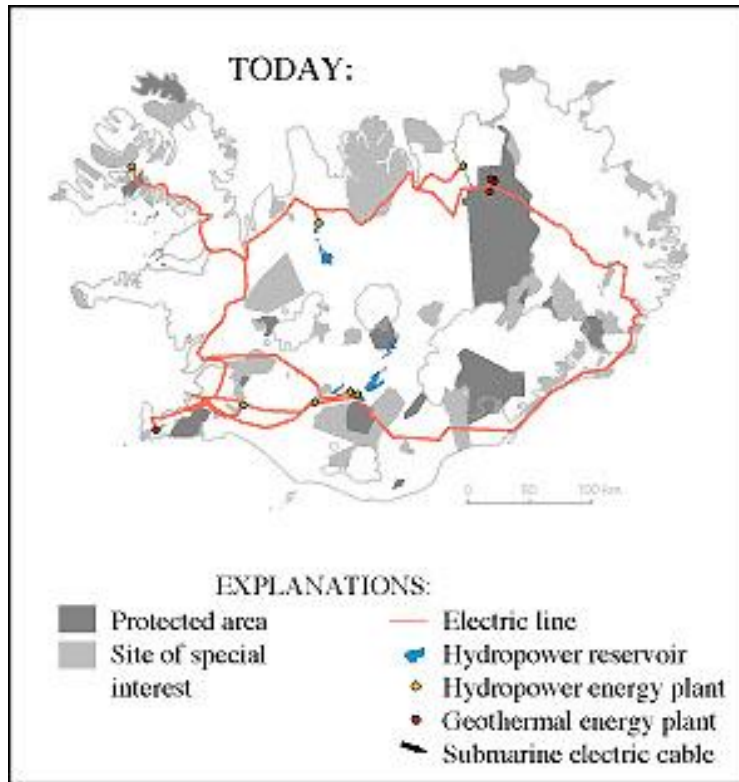 TODAY:
0 50 100 km
EXPLANATIONS:
Protected area
Site of special
interest
Electric line
Hydropower reservoir
Hydropower energy plant
Geothermal energy plant
Submarine electric cable